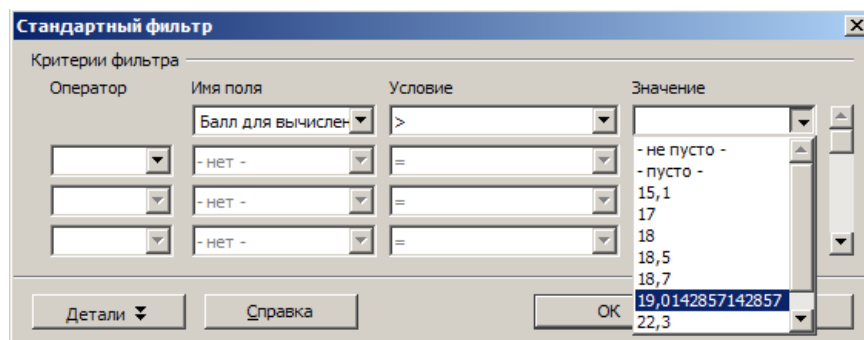 Стандартный фильтр
Критерии фильтра
Оператор Имя поля Условие Значение
Балл для вычислен >
- нет - =
- нет - =
- нет - =
- не пусто -
- пусто -
15,1
17
18
18,5
18,7
19,0142857142857
22,3
Детали Справка ОК